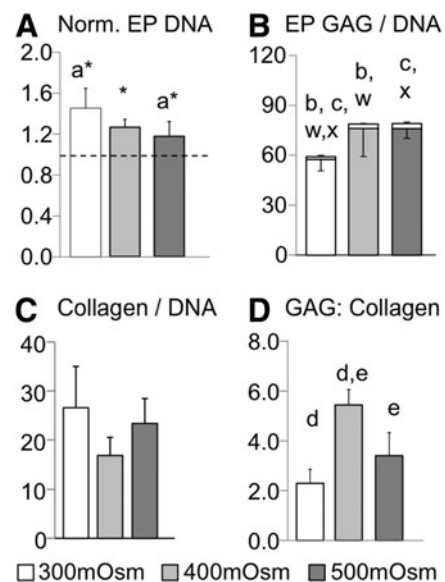 A Norm. EP DNA
2.0
1.6
1.2
0.8
0.4
0.0
a*
*
a*
B EP GAG / DNA
120
90
60
30
0
b, c,
w,x
b,
w
c,
x
C Collagen / DNA
40
30
20
10
0
D GAG: Collagen
8.0
6.0
4.0
2.0
0.0
d
d,e
e
300mOsm 400mOsm 500mOsm